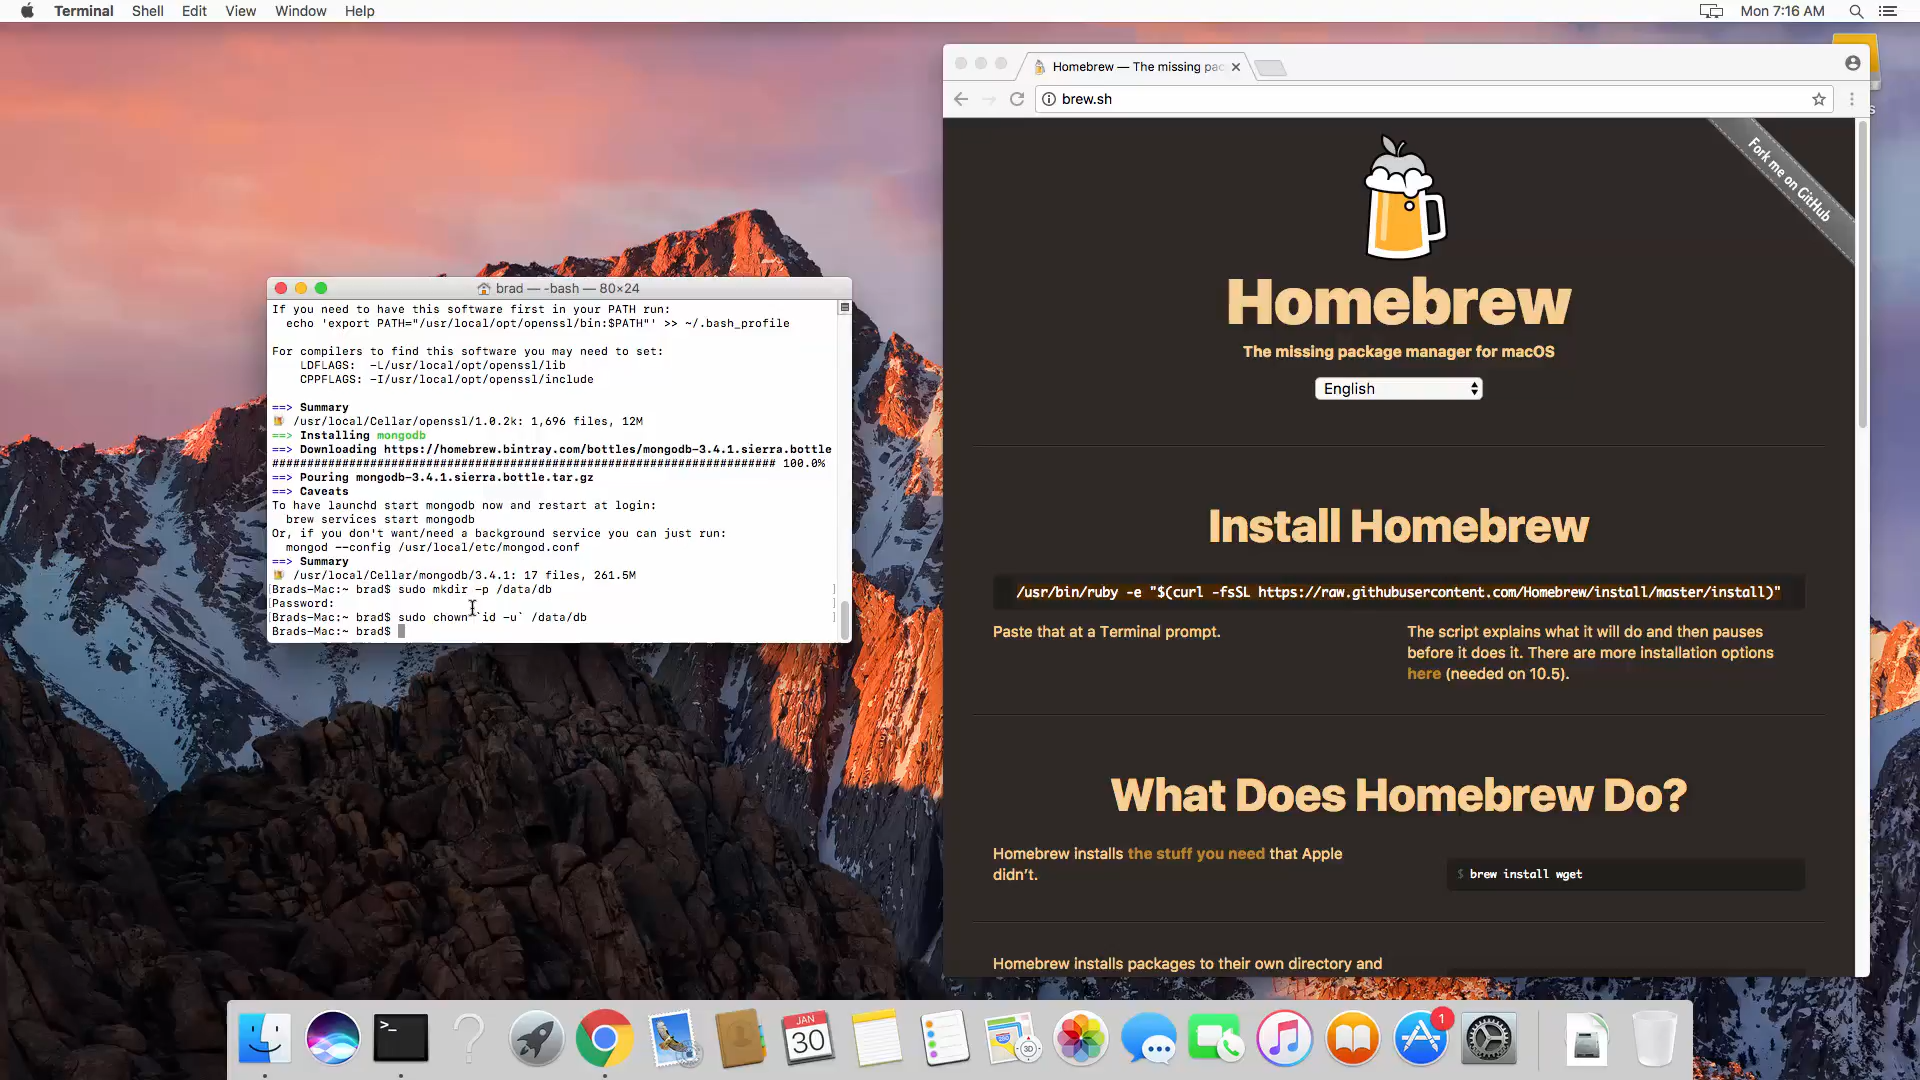 Terminal Shell Edit View Window Help
Mon 7:16 AM
brad — -bash — 80×24
If you need to have this software first in your PATH run:
echo 'export PATH="/usr/local/opt/openssl/bin:$PATH"' >> ~/.bash_profile
For compilers to find this software you may need to set:
LDFLAGS: -L/usr/local/opt/openssl/lib
CPPFLAGS: -I/usr/local/opt/openssl/include
==> Summary
/usr/local/Cellar/openssl/1.0.2k: 1,696 files, 12M
==> Installing mongodb
==> Downloading https://homebrew.bintray.com/bottles/mongodb-3.4.1.sierra.bottle
######################################################################## 100.0%
==> Pouring mongodb-3.4.1.sierra.bottle.tar.gz
==> Caveats
To have launchd start mongodb now and restart at login:
brew services start mongodb
Or, if you don't want/need a background service you can just run:
mongod --config /usr/local/etc/mongod.conf
==> Summary
/usr/local/Cellar/mongodb/3.4.1: 17 files, 261.5M
[Brads-Mac:~ brad$ sudo mkdir -p /data/db ]
[Password:
[Brads-Mac:~ brad$ sudo chown `id -u` /data/db ]
Brads-Mac:~ brad$
Homebrew — The missing pac
brew.sh
Fork me on GitHub
Homebrew
The missing package manager for macOS
English
Install Homebrew
/usr/bin/ruby -e "$(curl -fsSL https://raw.githubusercontent.com/Homebrew/install/master/install)"
Paste that at a Terminal prompt.
The script explains what it will do and then pauses
before it does it. There are more installation options
here (needed on 10.5).
What Does Homebrew Do?
Homebrew installs the stuff you need that Apple
didn't.
$ brew install wget
Homebrew installs packages to their own directory and
>_
JAN
30
280
3D
1